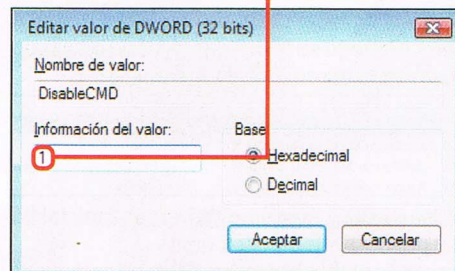 Editar valor de DWORD (32 bits)
Nombre de valor:
DisableCMD
Información del valor:
1
Base
Hexadecimal
Decimal
Aceptar
Cancelar